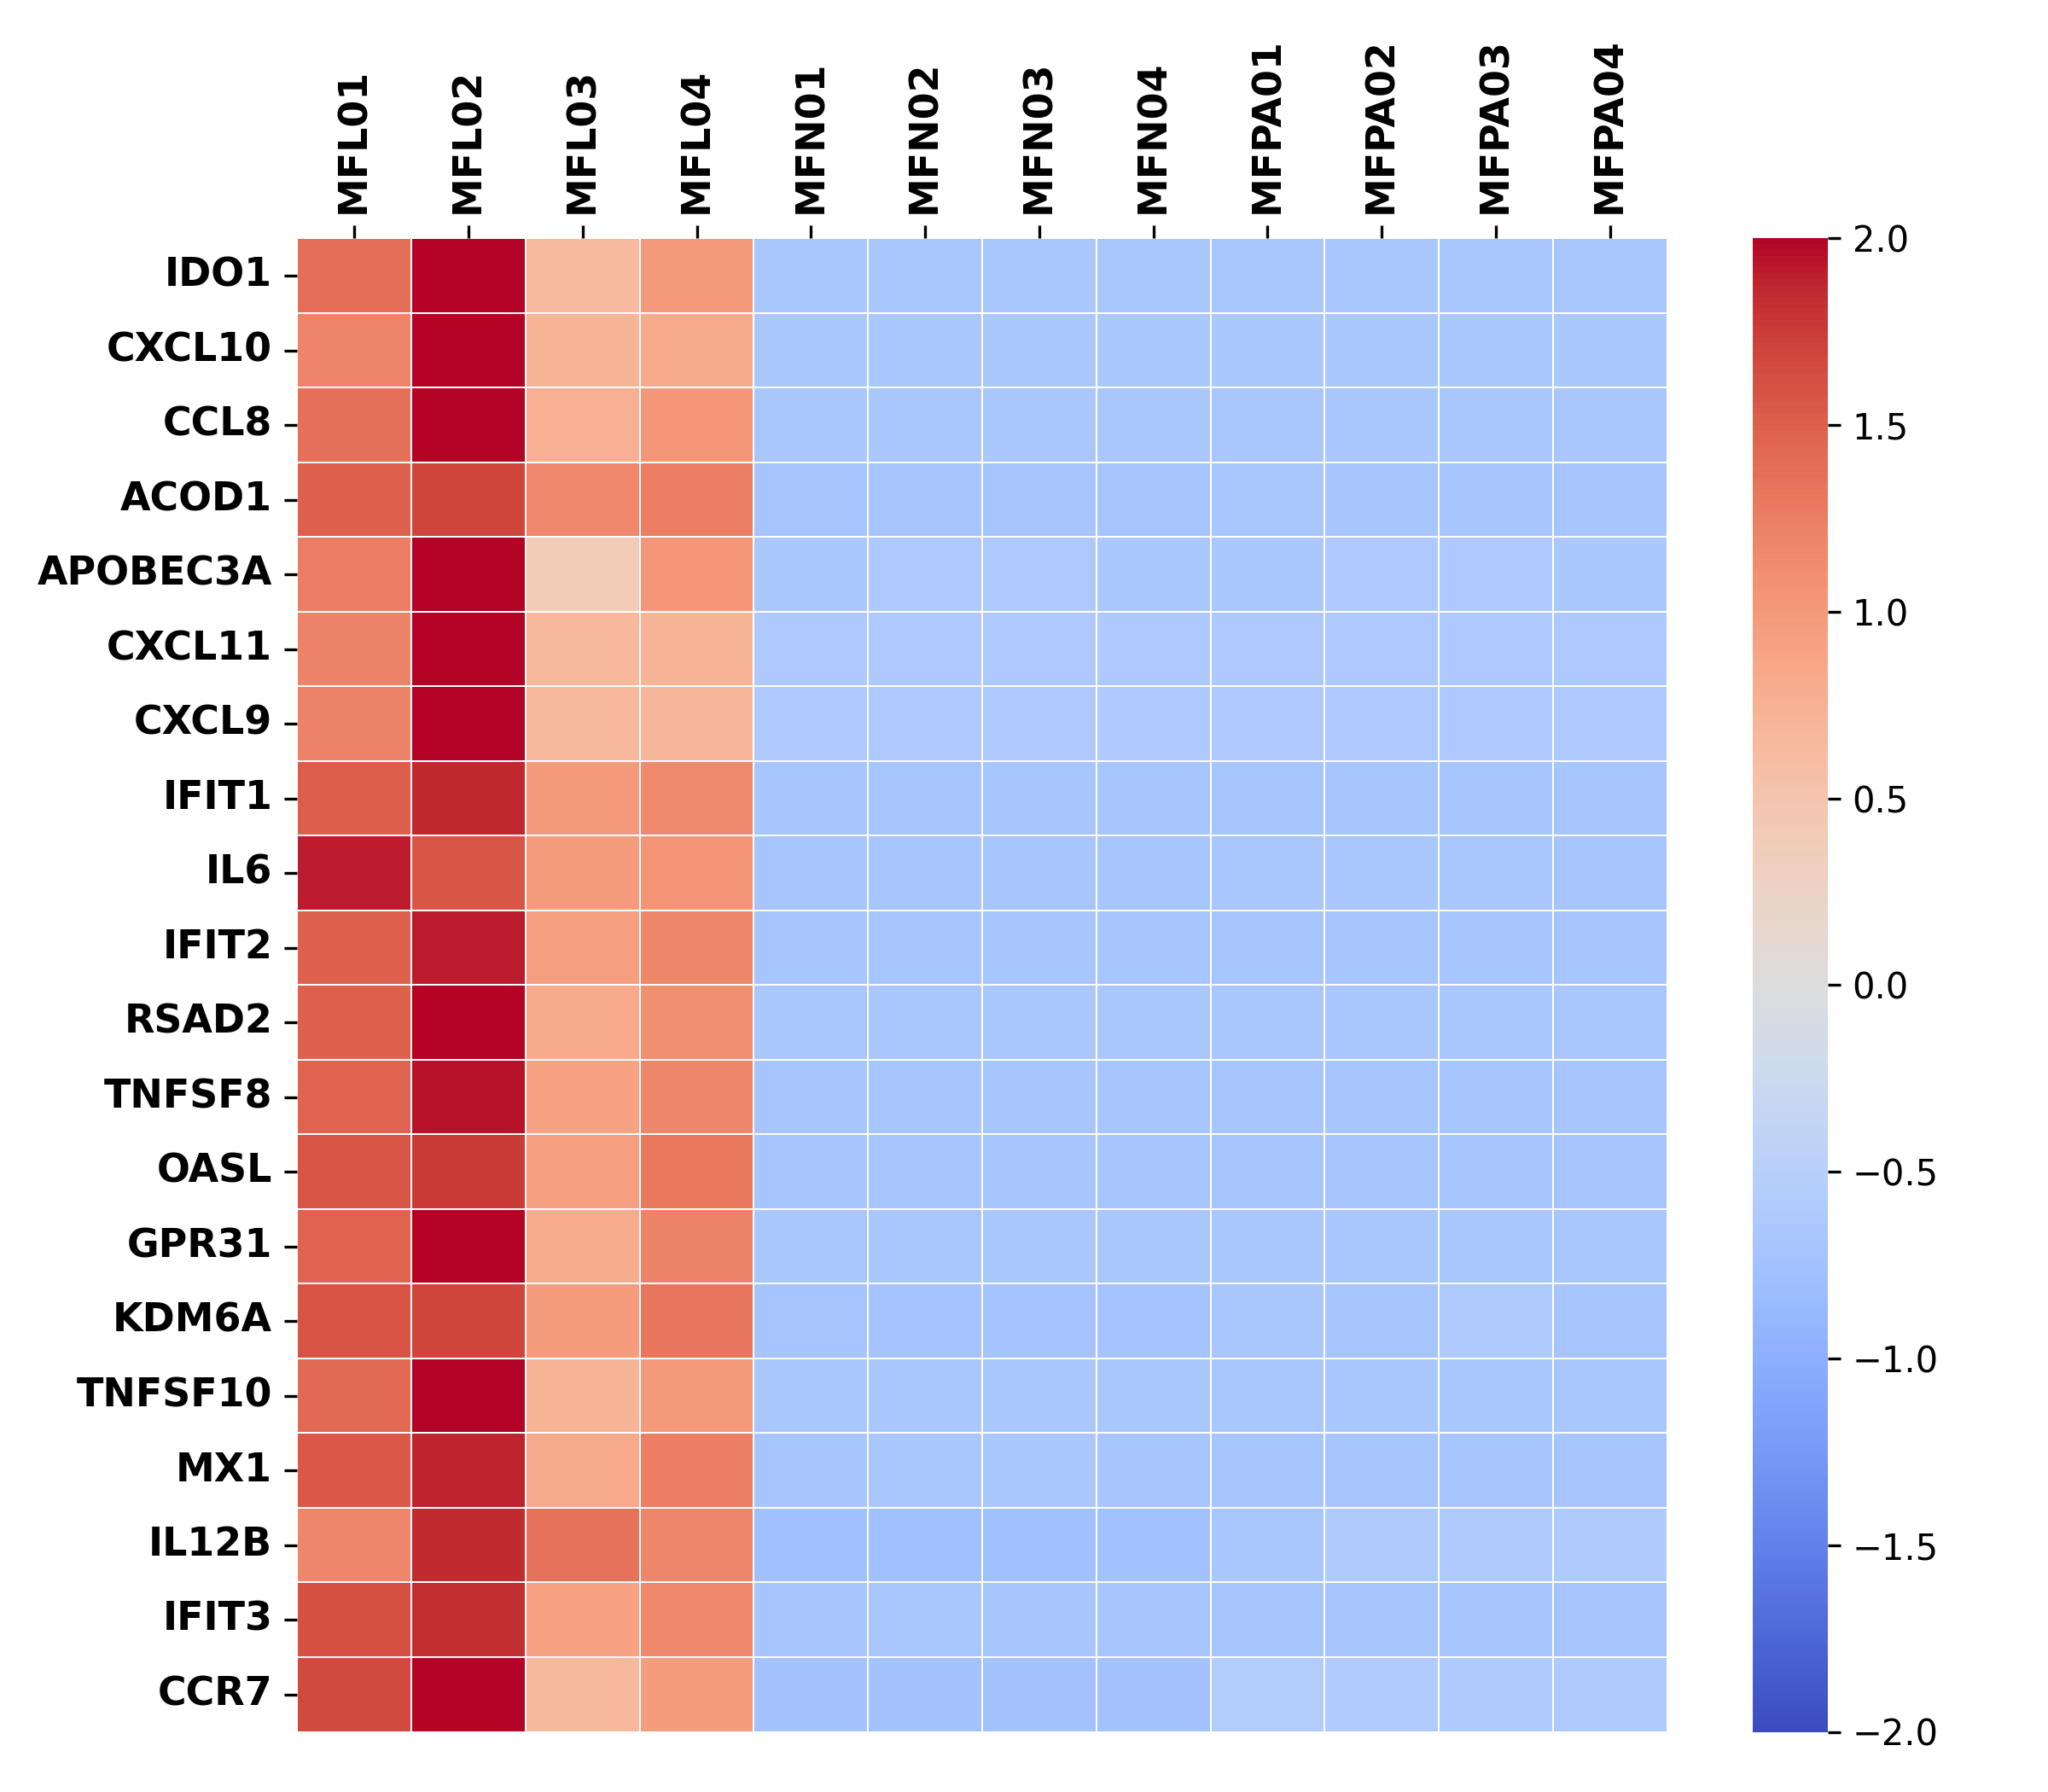 MFL01 MFL02 MFL03 MFL04 MFN01 MFN02 MFN03 MFN04 MFPA01 MFPA02 MFPA03 MFPA04
IDO1
CXCL10
CCL8
ACOD1
APOBEC3A
CXCL11
CXCL9
IFIT1
IL6
IFIT2
RSAD2
TNFSF8
OASL
GPR31
KDM6A
TNFSF10
MX1
IL12B
IFIT3
CCR7
2.0
1.5
1.0
0.5
0.0
−0.5
−1.0
−1.5
−2.0